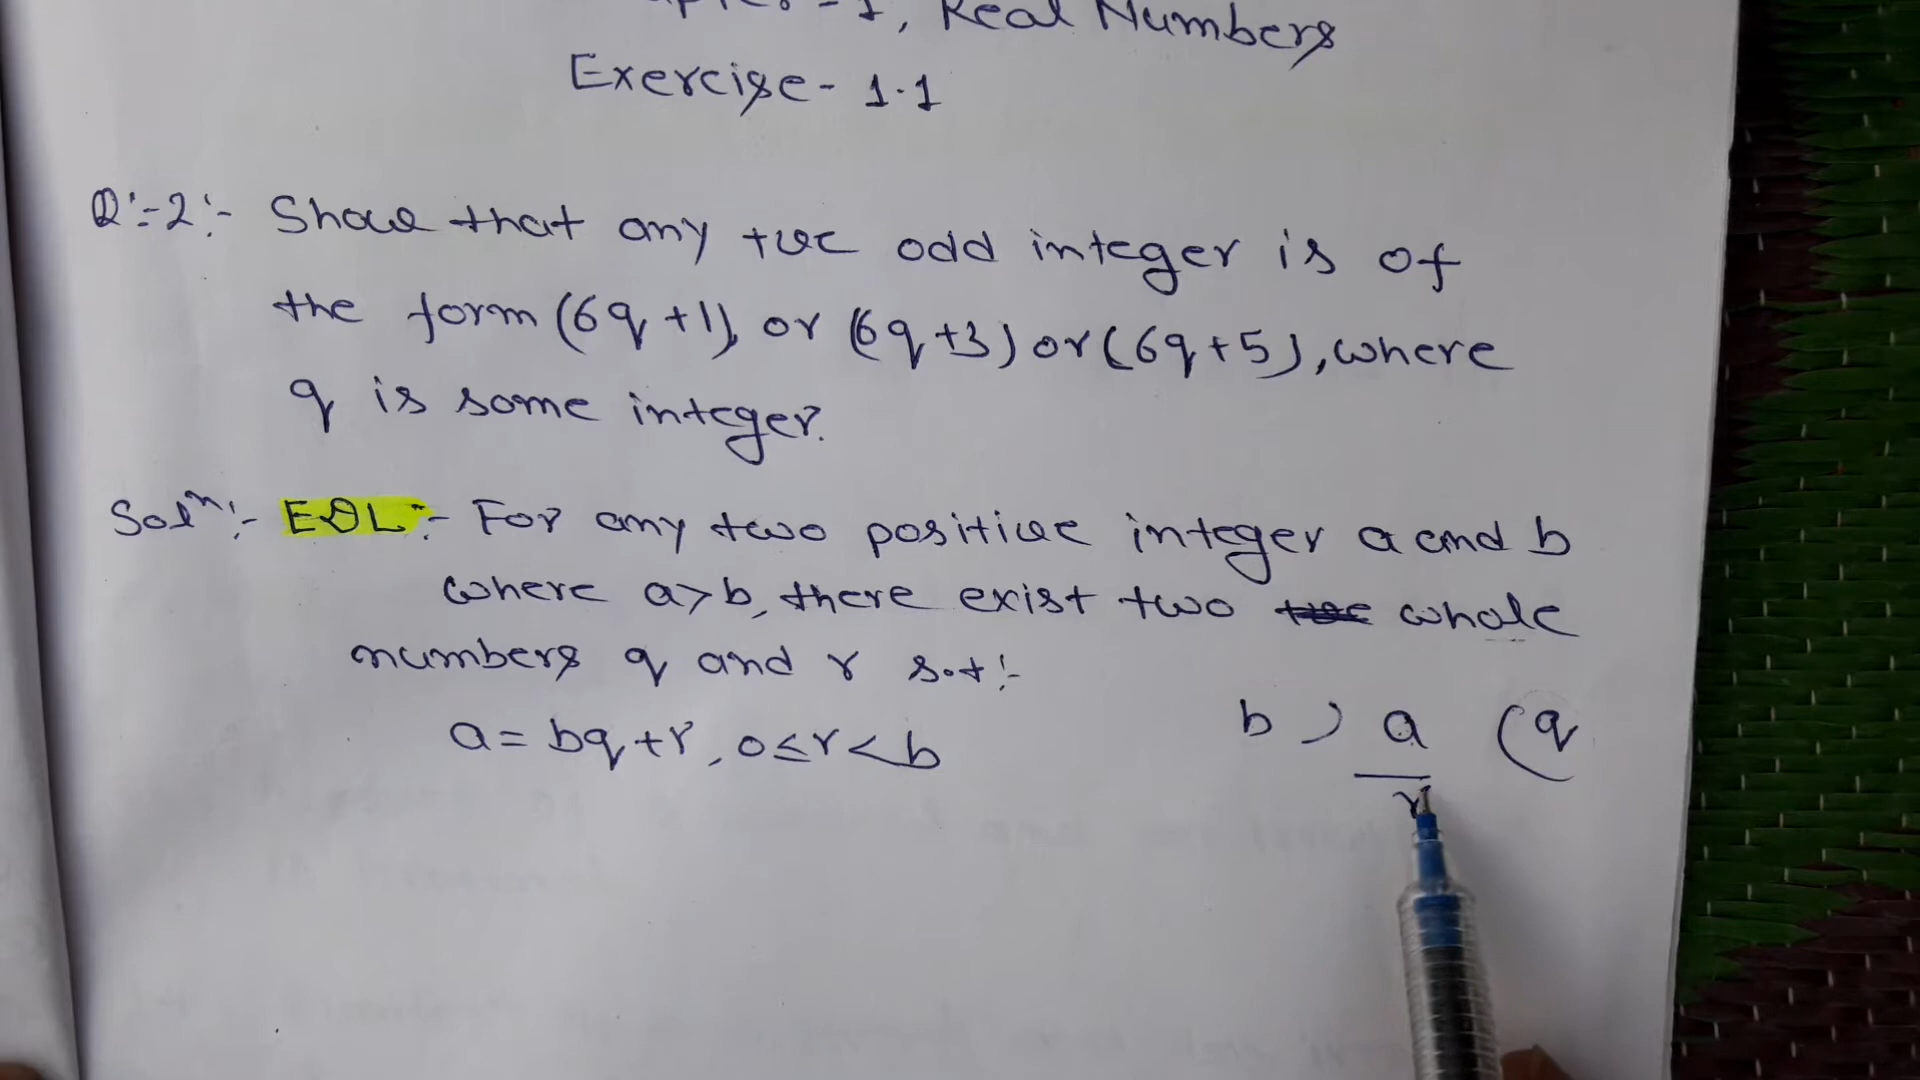 -1, Real Numbers
Exercise - 1.1
Q:-2:- Show that any +ve odd integer is of
the form (6q+1), or (6q+3) or (6q+5), where
q is some integer.
Solⁿ:- EDL:- For any two positive integer a and b
where a>b, there exist two whole
numbers q and r s.t:-
a = bq+r, 0≤r<b
b ) a ( q
r